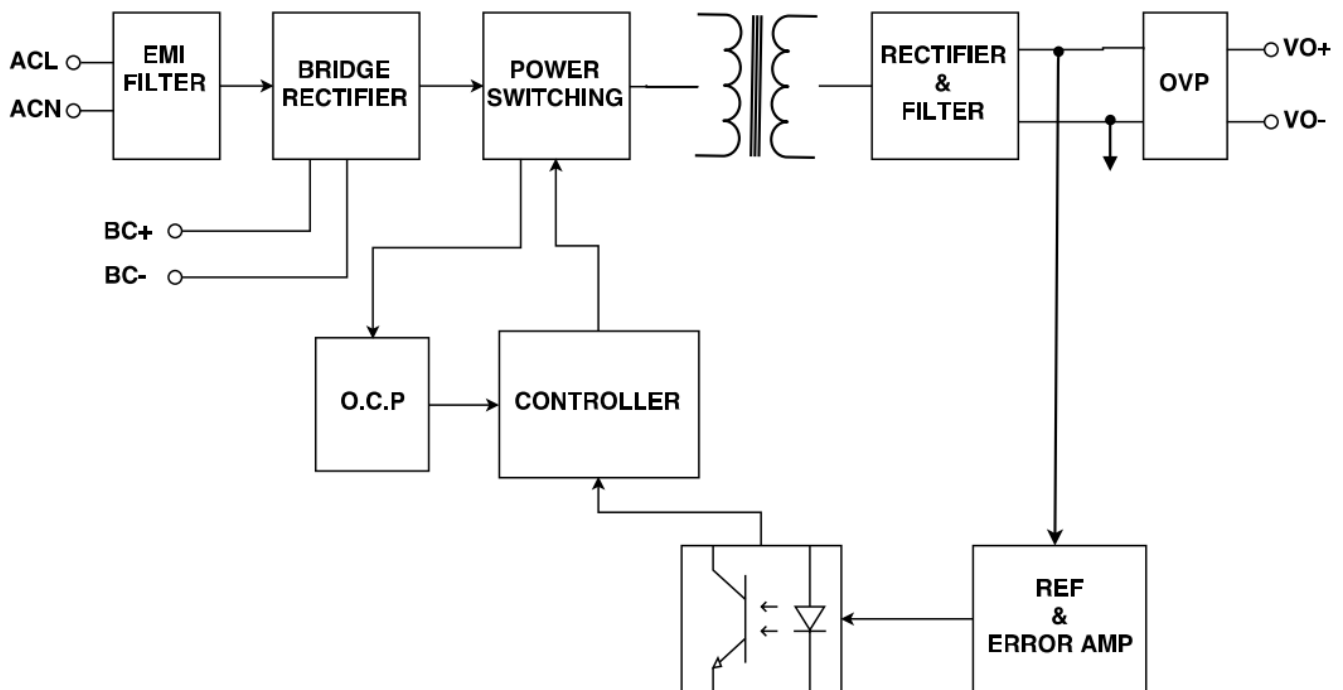 ACL
ACN
EMI
FILTER
BRIDGE
RECTIFIER
POWER
SWITCHING
RECTIFIER
&
FILTER
OVP
VO+
VO-
BC+
BC-
O.C.P
CONTROLLER
REF
&
ERROR AMP